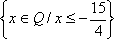 {x ∈ Q / x ≤ -15/4}